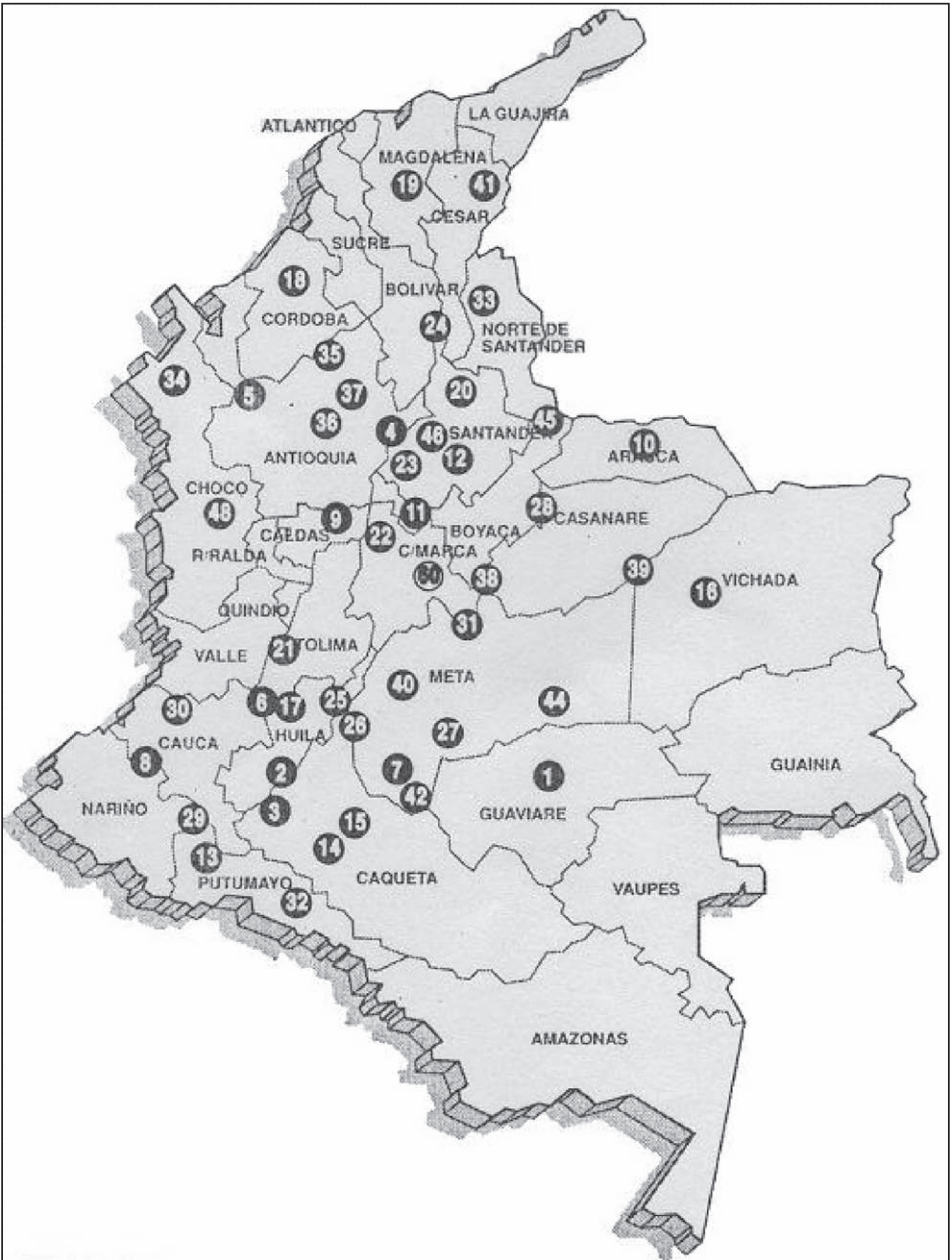 LA GUAJIRA
ATLANTICO
MAGDALENA
19
41
CESAR
SUCRE
18
BOLIVAR
33
CORDOBA
24
NORTE DE
SANTANDER
35
34
5
37
20
36
4
46
SANTANDER
45
10
ARAUCA
ANTIOQUIA
23
12
CHOCO
48
9
11
28
CASANARE
CALDAS
22
BOYACA
R/RALDA
C/MARCA
60
38
39
16
VICHADA
QUINDIO
31
VALLE
21
TOLIMA
META
40
30
6
17
25
44
26
27
HUILA
CAUCA
8
2
7
1
GUAINIA
42
NARIÑO
3
GUAVIARE
29
15
14
13
PUTUMAYO
CAQUETA
VAUPES
32
AMAZONAS